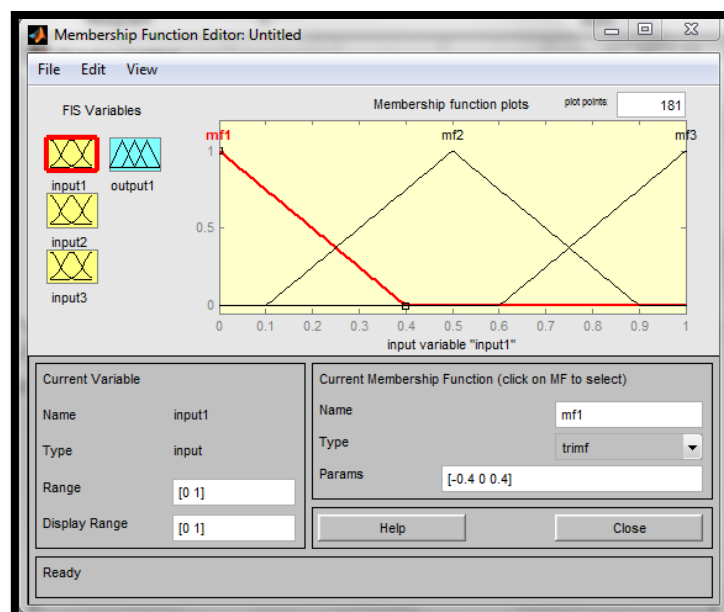 Membership Function Editor: Untitled
File Edit View
FIS Variables
Membership function plots
plot points
181
input1
output1
input2
input3
mf1
mf2
mf3
1
0.5
0
0 0.1 0.2 0.3 0.4 0.5 0.6 0.7 0.8 0.9 1
input variable "input1"
Current Variable
Name input1
Type input
Range [0 1]
Display Range [0 1]
Current Membership Function (click on MF to select)
Name mf1
Type trimf
Params [-0.4 0 0.4]
Help Close
Ready